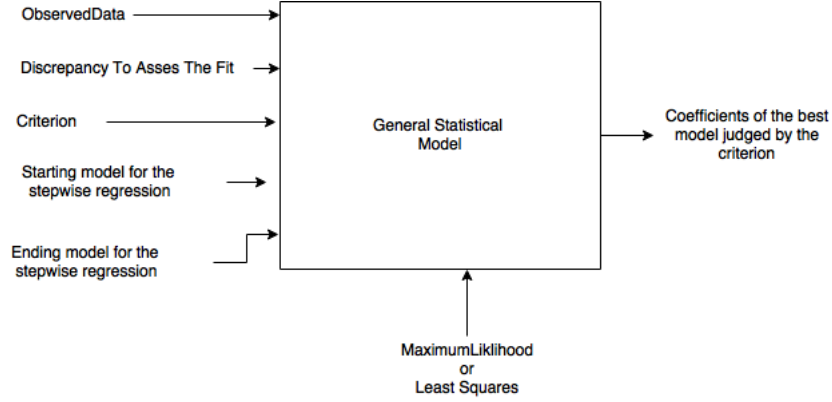 ObservedData
Discrepancy To Asses The Fit
Criterion
Starting model for the
stepwise regression
Ending model for the
stepwise regression
General Statistical
Model
Coefficients of the best
model judged by the
criterion
MaximumLiklihood
or
Least Squares